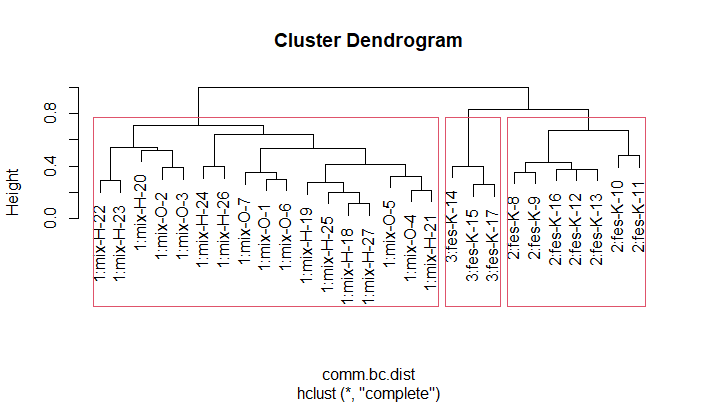 Cluster Dendrogram
Height
0.0
0.4
0.8
1:mix-H-22
1:mix-H-23
1:mix-H-20
1:mix-O-2
1:mix-O-3
1:mix-H-24
1:mix-H-26
1:mix-O-7
1:mix-O-1
1:mix-O-6
1:mix-H-19
1:mix-H-25
1:mix-H-18
1:mix-H-27
1:mix-O-5
1:mix-O-4
1:mix-H-21
3:fes-K-14
3:fes-K-15
3:fes-K-17
2:fes-K-8
2:fes-K-9
2:fes-K-16
2:fes-K-12
2:fes-K-13
2:fes-K-10
2:fes-K-11
comm.bc.dist
hclust (*, "complete")